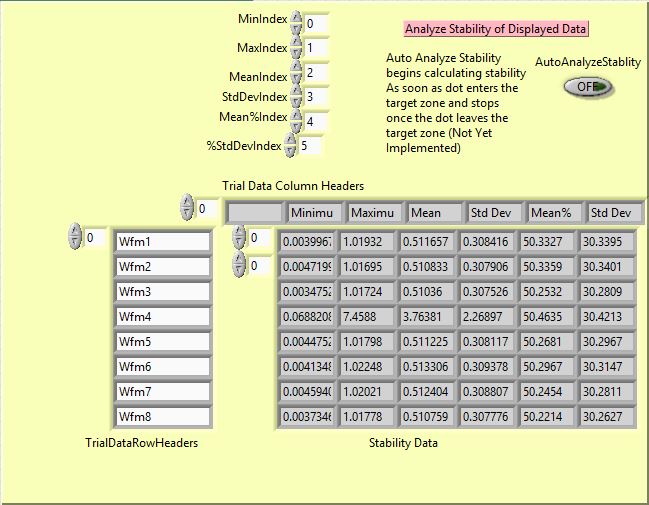 MinIndex 0
MaxIndex 1
MeanIndex 2
StdDevIndex 3
Mean%Index 4
%StdDevIndex 5
Analyze Stability of Displayed Data
Auto Analyze Stability
begins calculating stability
As soon as dot enters the
target zone and stops
once the dot leaves the
target zone (Not Yet
Implemented)
AutoAnalyzeStablity
OFF
Trial Data Column Headers
0 Minimu Maximu Mean Std Dev Mean% Std Dev
0 Wfm1 0 0.003996 1.01932 0.511657 0.308416 50.3327 30.3395
Wfm2 0 0.004719 1.01695 0.510833 0.307906 50.3359 30.3401
Wfm3 0.003475 1.01724 0.51036 0.307526 50.2532 30.2809
Wfm4 0.068820 7.4588 3.76381 2.26897 50.4635 30.4213
Wfm5 0.004475 1.01798 0.511225 0.308117 50.2681 30.2967
Wfm6 0.004134 1.02248 0.513306 0.309378 50.2967 30.3147
Wfm7 0.004594 1.02021 0.512404 0.308807 50.2454 30.2811
Wfm8 0.003734 1.01778 0.510759 0.307776 50.2214 30.2627
TrialDataRowHeaders
Stability Data